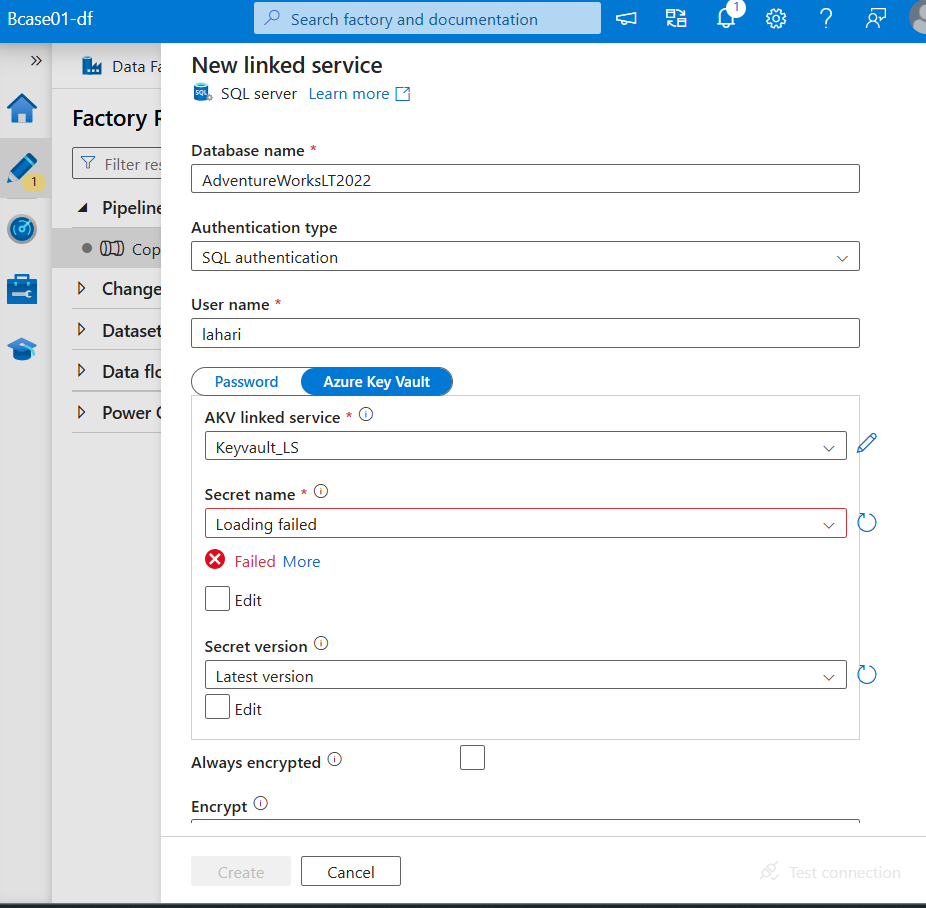 Bcase01-df
Search factory and documentation
1
New linked service
SQL server Learn more
Data Fa
Factory
Filter res
1
Pipeline
Cop
Change
Dataset
Data flo
Power
Database name *
AdventureWorksLT2022
Authentication type
SQL authentication
User name *
lahari
Password Azure Key Vault
AKV linked service *
Keyvault_LS
Secret name *
Loading failed
Failed More
Edit
Secret version
Latest version
Edit
Always encrypted
Encrypt
Create Cancel Test connection